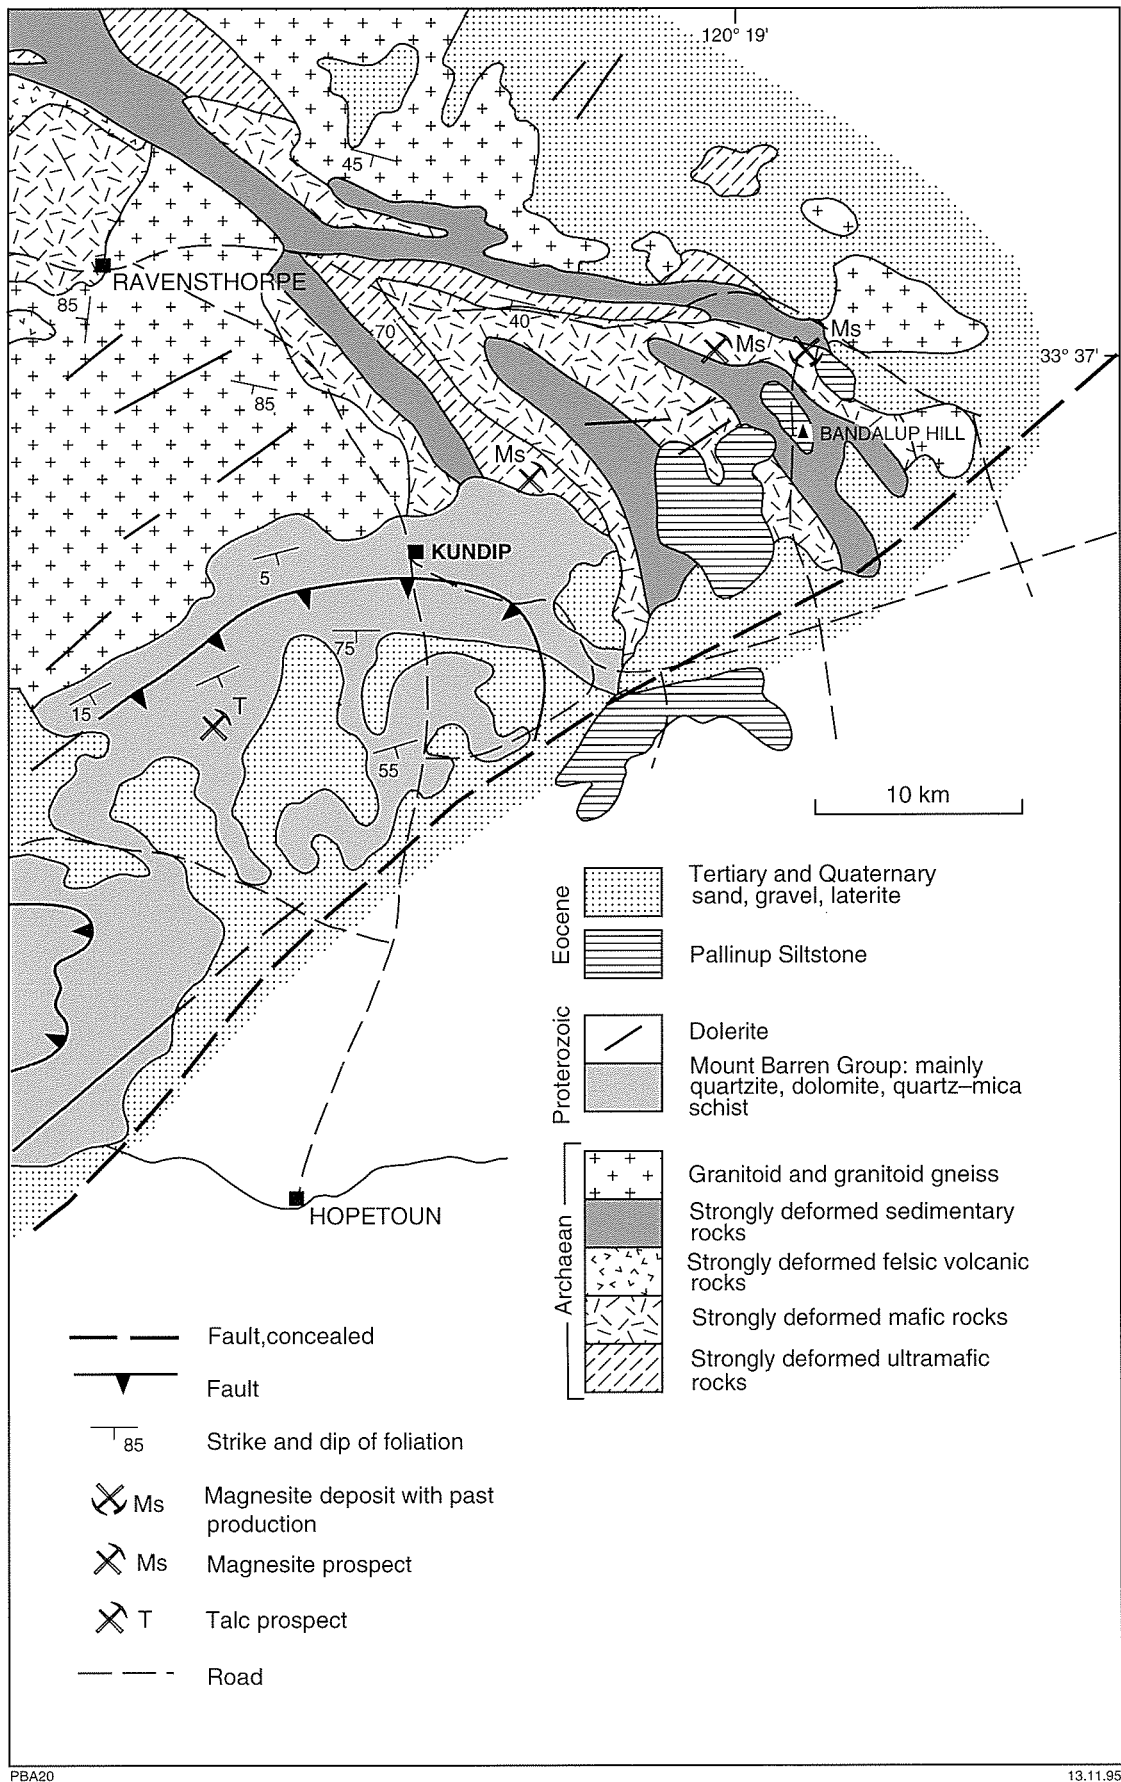 120° 19'
45
RAVENSTHORPE
85
70
40
Ms
Ms
33° 37'
85
BANDALUP HILL
Ms
KUNDIP
5
75
T
15
55
10 km
Eocene
Tertiary and Quaternary
sand, gravel, laterite
Pallinup Siltstone
Proterozoic
Dolerite
Mount Barren Group: mainly
quartzite, dolomite, quartz–mica
schist
Archaean
Granitoid and granitoid gneiss
Strongly deformed sedimentary
rocks
Strongly deformed felsic volcanic
rocks
Strongly deformed mafic rocks
Strongly deformed ultramafic
rocks
HOPETOUN
Fault,concealed
Fault
85
Strike and dip of foliation
Ms
Magnesite deposit with past
production
Ms
Magnesite prospect
T
Talc prospect
Road
PBA20
13.11.95